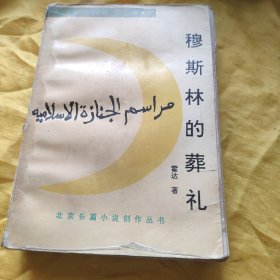 穆斯林的葬礼
مراسم الجنازة الاسلامية
霍达 著
北京长篇小说创作丛书